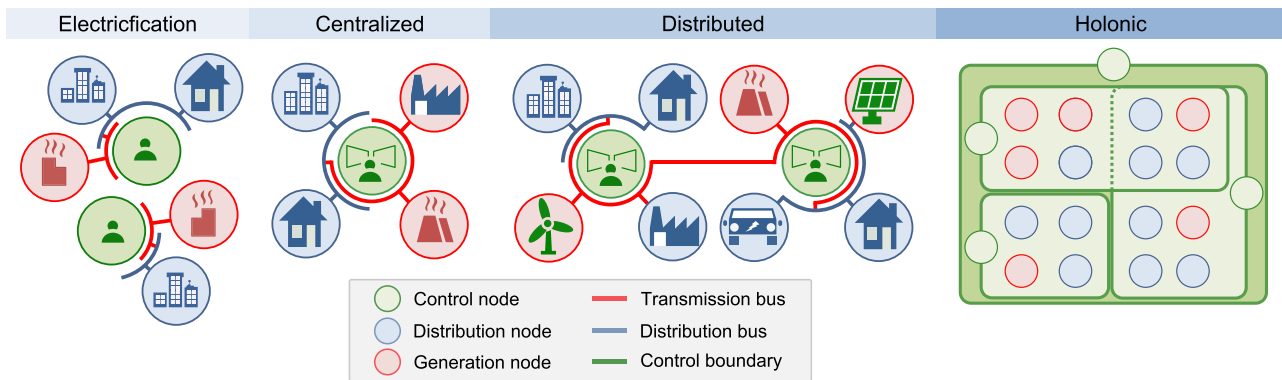 Electricfication
Centralized
Distributed
Holonic
Control node
Distribution node
Generation node
Transmission bus
Distribution bus
Control boundary